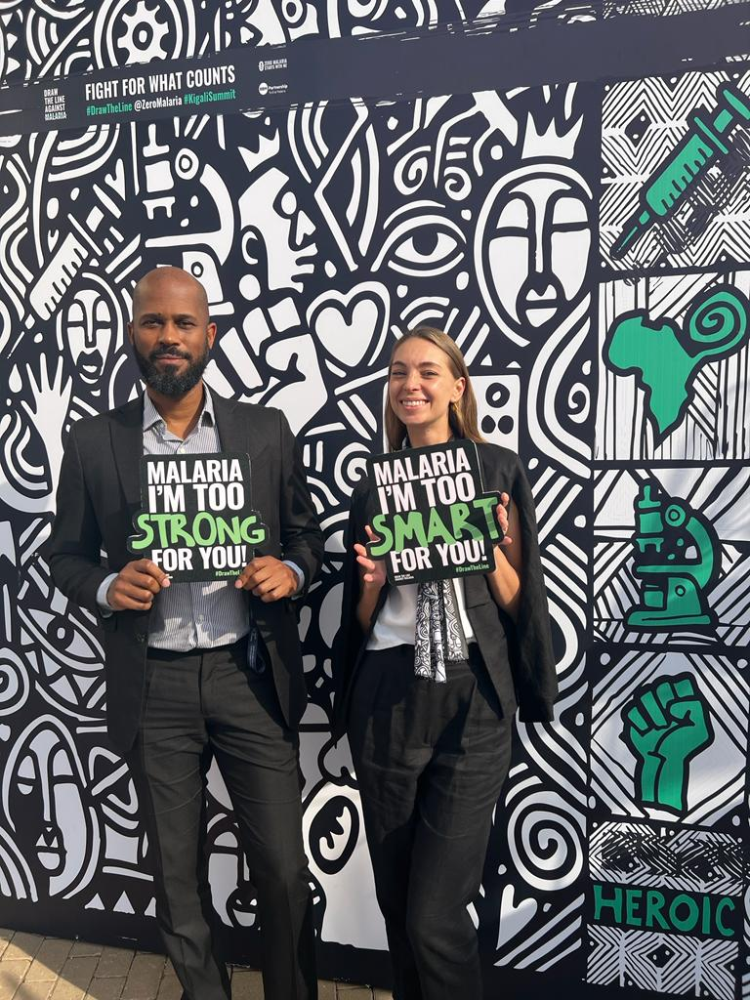 DRAW
THE LINE
AGAINST
MALARIA
FIGHT FOR WHAT COUNTS
#DrawTheLine @ZeroMalaria #KigaliSummit
ZERO MALARIA
STARTS WITH ME
Partnership
MALARIA
I'M TOO
STRONG
FOR YOU!
#DrawTheL
MALARIA
I'M TOO
SMART
FOR YOU!
#DrawTheLine
HEROIC